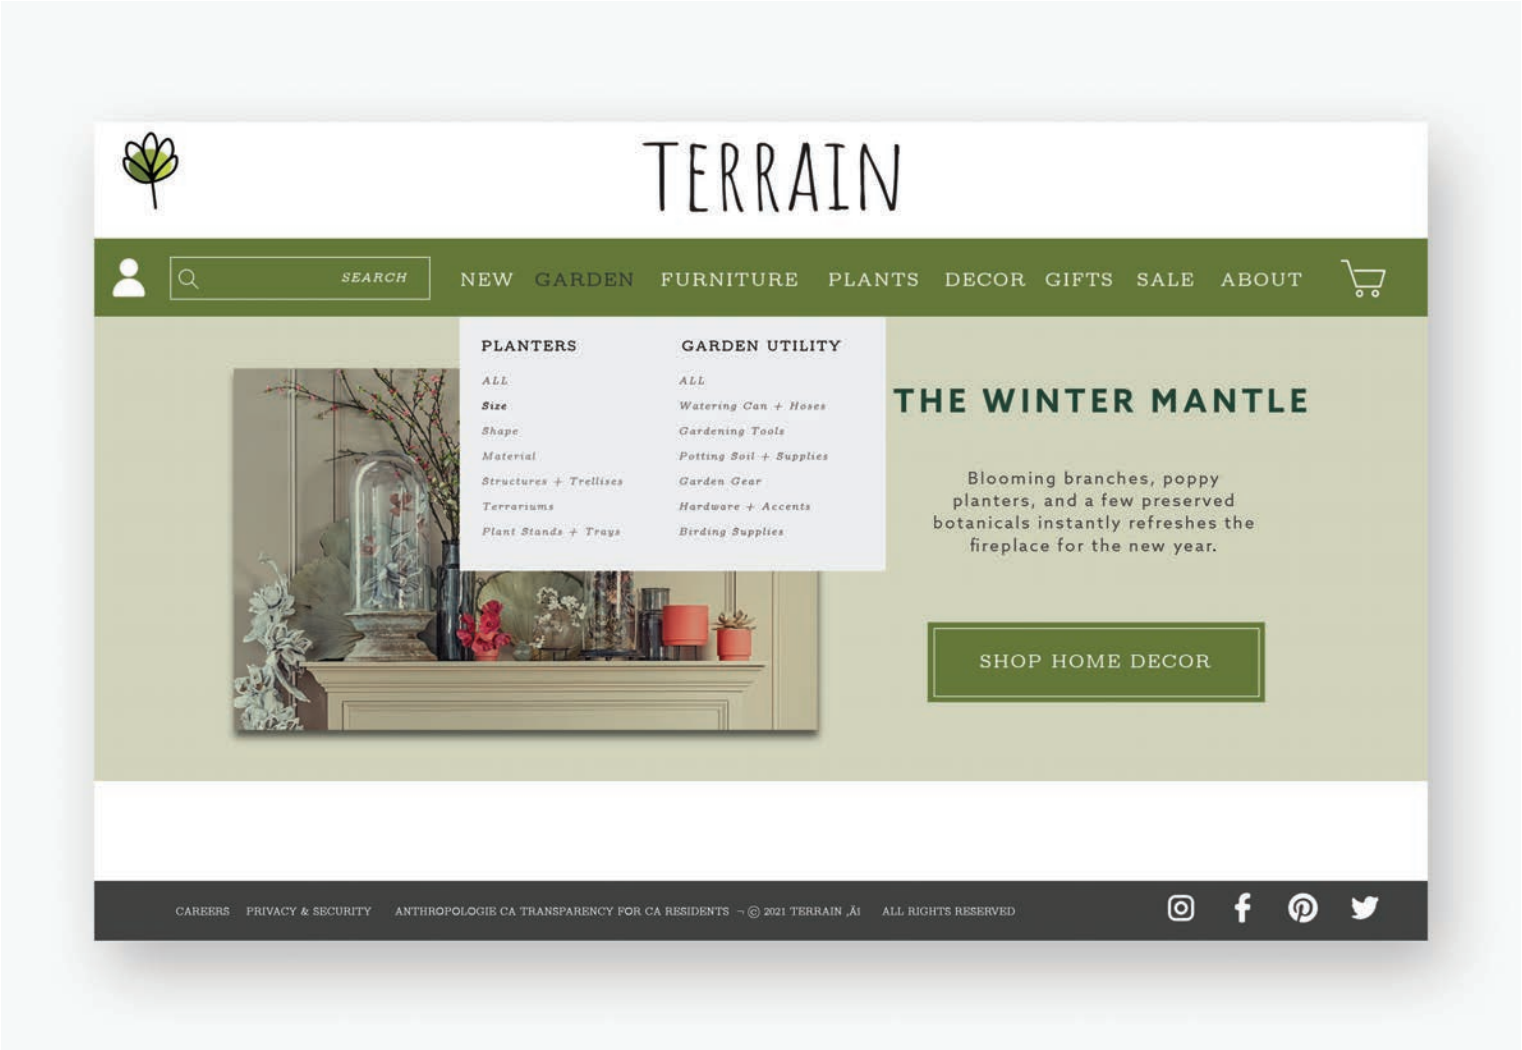 TERRAIN
SEARCH
NEW GARDEN FURNITURE PLANTS DECOR GIFTS SALE ABOUT
PLANTERS
ALL
Size
Shape
Material
Structures + Trellises
Terrariums
Plant Stands + Trays
GARDEN UTILITY
ALL
Watering Can + Hoses
Gardening Tools
Potting Soil + Supplies
Garden Gear
Hardware + Accents
Birding Supplies
THE WINTER MANTLE
Blooming branches, poppy
planters, and a few preserved
botanicals instantly refreshes the
fireplace for the new year.
SHOP HOME DECOR
CAREERS PRIVACY & SECURITY ANTHROPOLOGIE CA TRANSPARENCY FOR CA RESIDENTS ¬ © 2021 TERRAIN ‚Äî ALL RIGHTS RESERVED